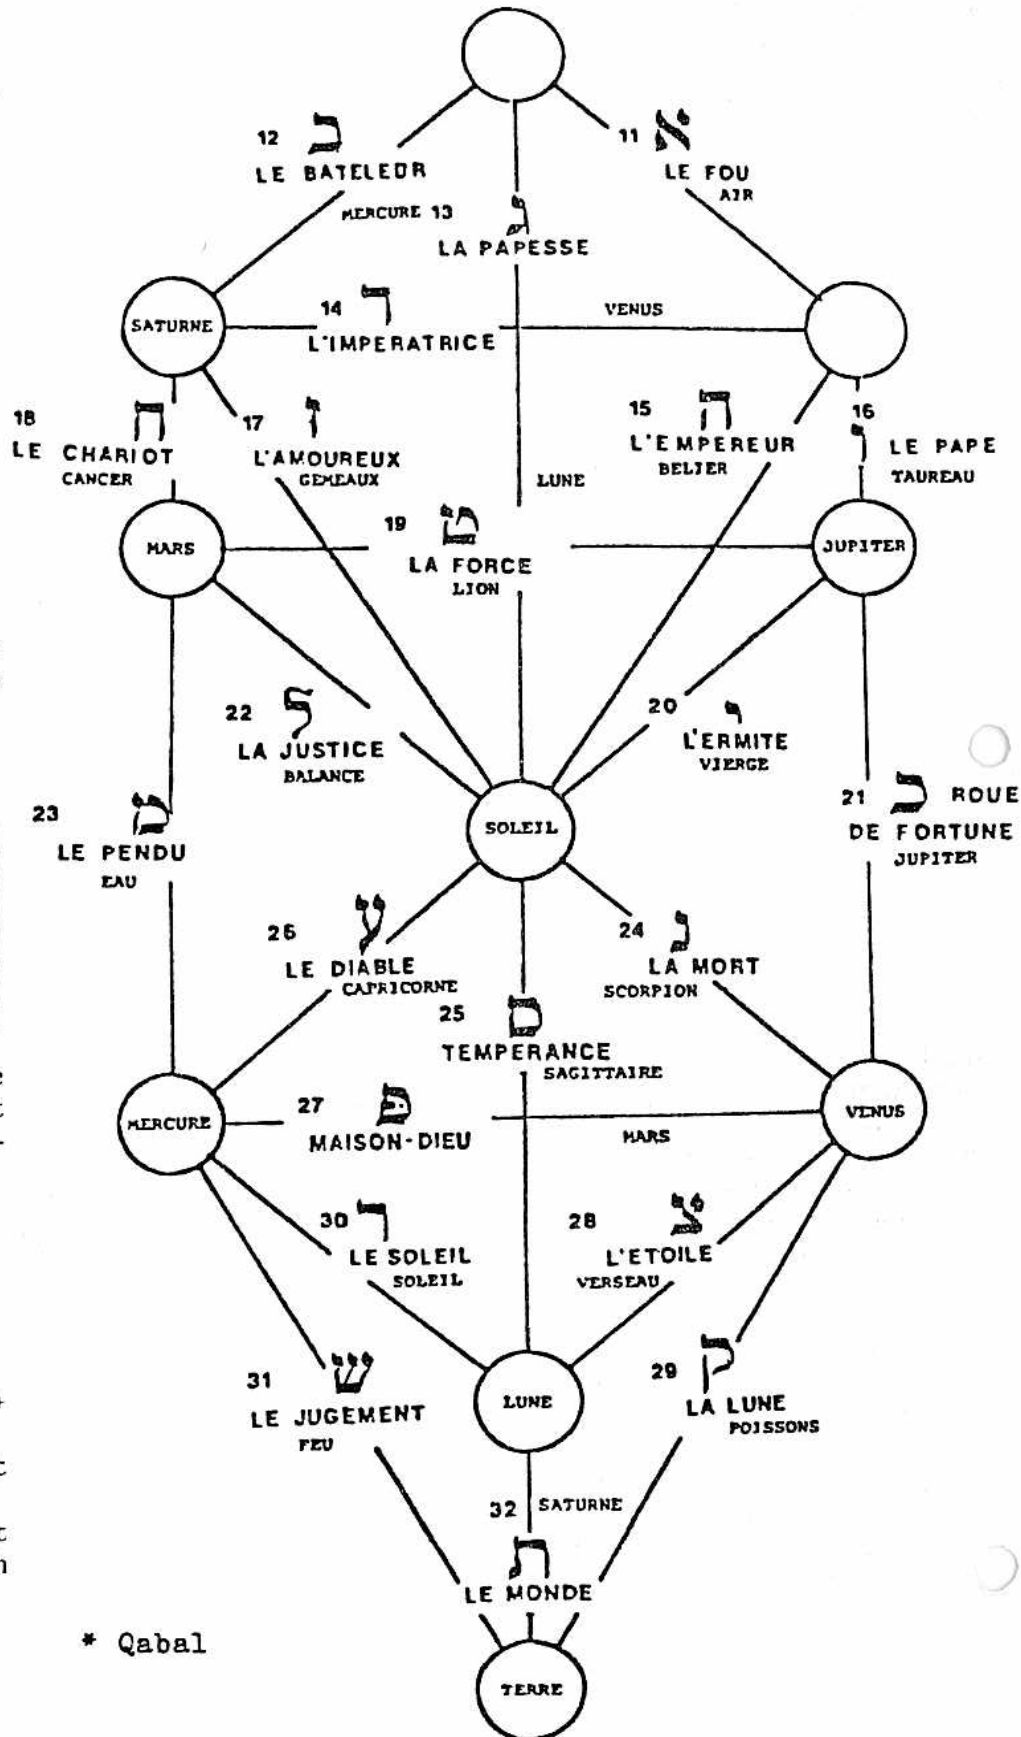 12 ב
LE BATELEUR
MERCURE
11 א
LE FOU
AIR
13
ג
LA PAPESSE
SATURNE
14 ד
L'IMPERATRICE
VENUS
18 ח
LE CHARIOT
CANCER
17 ז
L'AMOUREUX
GEMEAUX
15 ה
L'EMPEREUR
BELIER
16
ו LE PAPE
TAUREAU
LUNE
MARS
19 ט
LA FORCE
LION
JUPITER
22 ל
LA JUSTICE
BALANCE
20 י
L'ERMITE
VIERGE
23 מ
LE PENDU
EAU
SOLEIL
21 כ ROUE
DE FORTUNE
JUPITER
26 ע
LE DIABLE
CAPRICORNE
24 נ
LA MORT
SCORPION
25 ס
TEMPERANCE
SAGITTAIRE
MERCURE
27 פ
MAISON-DIEU
MARS
VENUS
30 ר
LE SOLEIL
SOLEIL
28 צ
L'ETOILE
VERSEAU
31 ש
LE JUGEMENT
FEU
LUNE
29 ק
LA LUNE
POISSONS
32 SATURNE
ת
LE MONDE
* Qabal
TERRE